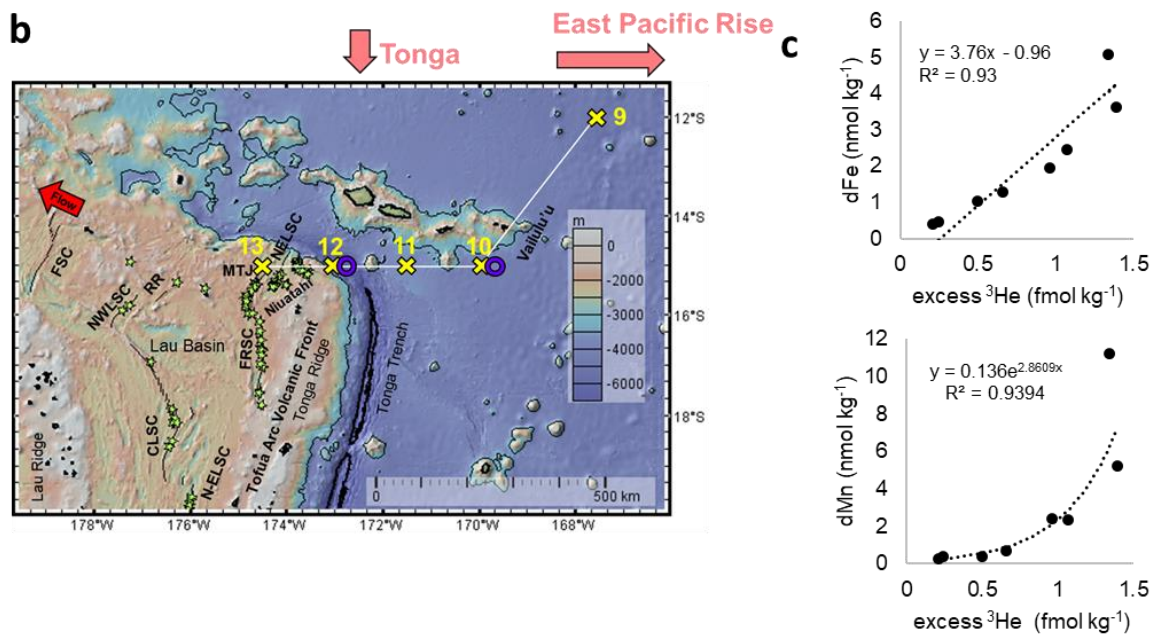 b
Tonga
East Pacific Rise
9
12°S
14°S
16°S
18°S
Flow
FSC
NWLSC
RR
13
MTJ
NELSC
12
11
10
Vailulu'u
Niuatahi
Lau Basin
FRSC
Tofua Arc Volcanic Front
Tonga Ridge
Tonga Trench
CLSC
N-ELSC
Lau Ridge
m
0
-2000
-3000
-4000
-6000
0 500 km
178°W 176°W 174°W 172°W 170°W 168°W
c
y = 3.76x - 0.96
R² = 0.93
dFe (nmol kg⁻¹)
6
5
4
3
2
1
0
0 0.5 1 1.5
excess ³He (fmol kg⁻¹)
y = 0.136e^2.8609x
R² = 0.9394
dMn (nmol kg⁻¹)
12
10
8
6
4
2
0
0 0.5 1 1.5
excess ³He (fmol kg⁻¹)